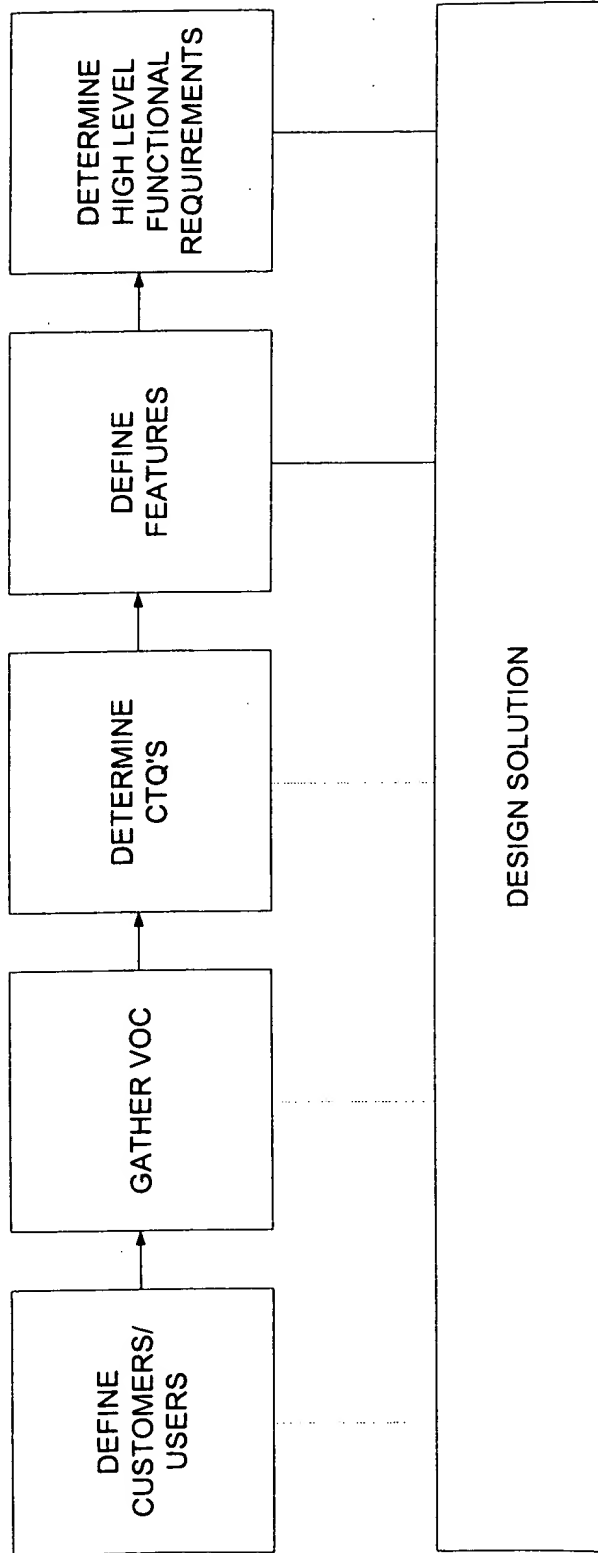 DEFINE
CUSTOMERS/
USERS
GATHER VOC
DETERMINE
CTQ'S
DEFINE
FEATURES
DETERMINE
HIGH LEVEL
FUNCTIONAL
REQUIREMENTS
DESIGN SOLUTION